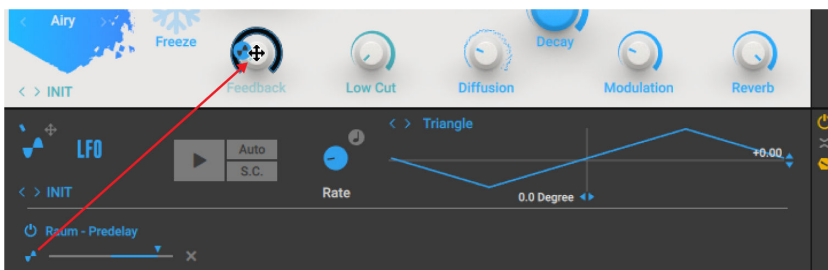 Airy
Freeze
Feedback
Low Cut
Diffusion
Decay
Modulation
Reverb
< > INIT
LFO
Auto
S.C.
Rate
< > Triangle
+0.00
0.0 Degree
< > INIT
Raum - Predelay